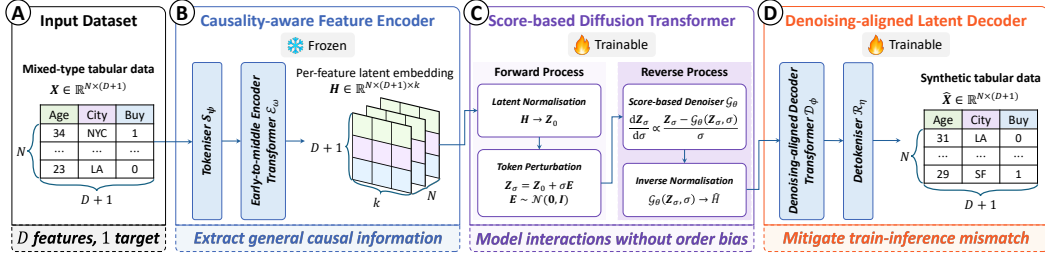 A
Input Dataset
Mixed-type tabular data
X ∈ ℝ^{N×(D+1)}
Age City Buy
34 NYC 1
... ... ...
23 LA 0
N
D + 1
D features, 1 target
B
Causality-aware Feature Encoder
Frozen
Tokeniser 𝒮_ψ
Early-to-middle Encoder
Transformer ℰ_ω
Per-feature latent embedding
H ∈ ℝ^{N×(D+1)×k}
D + 1
k
N
Extract general causal information
C
Score-based Diffusion Transformer
Trainable
Forward Process
Latent Normalisation
H → Z_0
Token Perturbation
Z_σ = Z_0 + σE
E ~ 𝒩(0, I)
Reverse Process
Score-based Denoiser 𝒢_θ
dZ_σ/dσ ∝ (Z_σ − 𝒢_θ(Z_σ, σ))/σ
Inverse Normalisation
𝒢_θ(Z_σ, σ) → Ĥ
Model interactions without order bias
D
Denoising-aligned Latent Decoder
Trainable
Denoising-aligned Decoder
Transformer 𝒟_ϕ
Detokeniser ℛ_η
Synthetic tabular data
X̂ ∈ ℝ^{N×(D+1)}
Age City Buy
31 LA 0
... ... ...
29 SF 1
N
D + 1
Mitigate train-inference mismatch